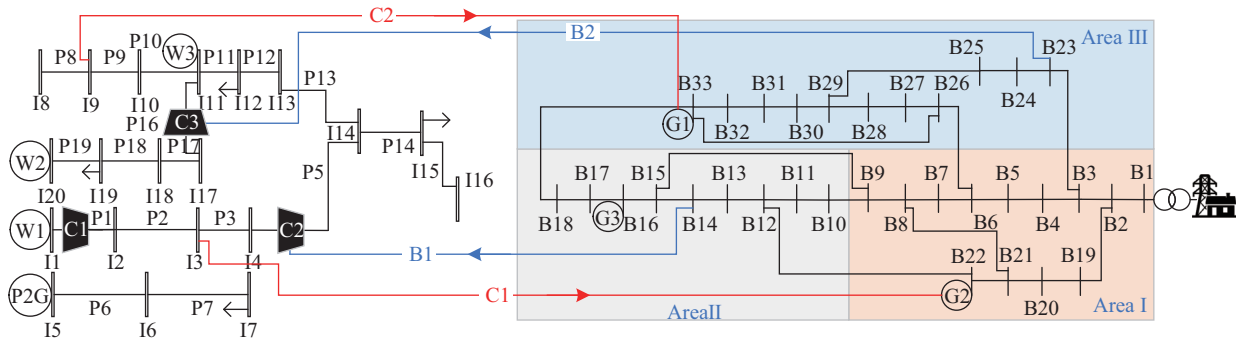 C2
B2
Area III
B25
B23
P8
P9
P10
W3
P11
P12
P13
I8
I9
I10
I11
I12
I13
B33
B31
B29
B27
B26
B24
G1
B32
B30
B28
P16
C3
I14
P14
I15
I16
P5
W2
P19
P18
P17
I20
I19
I18
I17
B17
B15
B13
B11
B9
B7
B5
B3
B1
B18
G3
B16
B14
B12
B10
B8
B6
B4
B2
W1
C1
P1
P2
P3
C2
I1
I2
I3
I4
B1
B22
B21
B19
P2G
P6
P7
C1
G2
B20
I5
I6
I7
AreaII
Area I